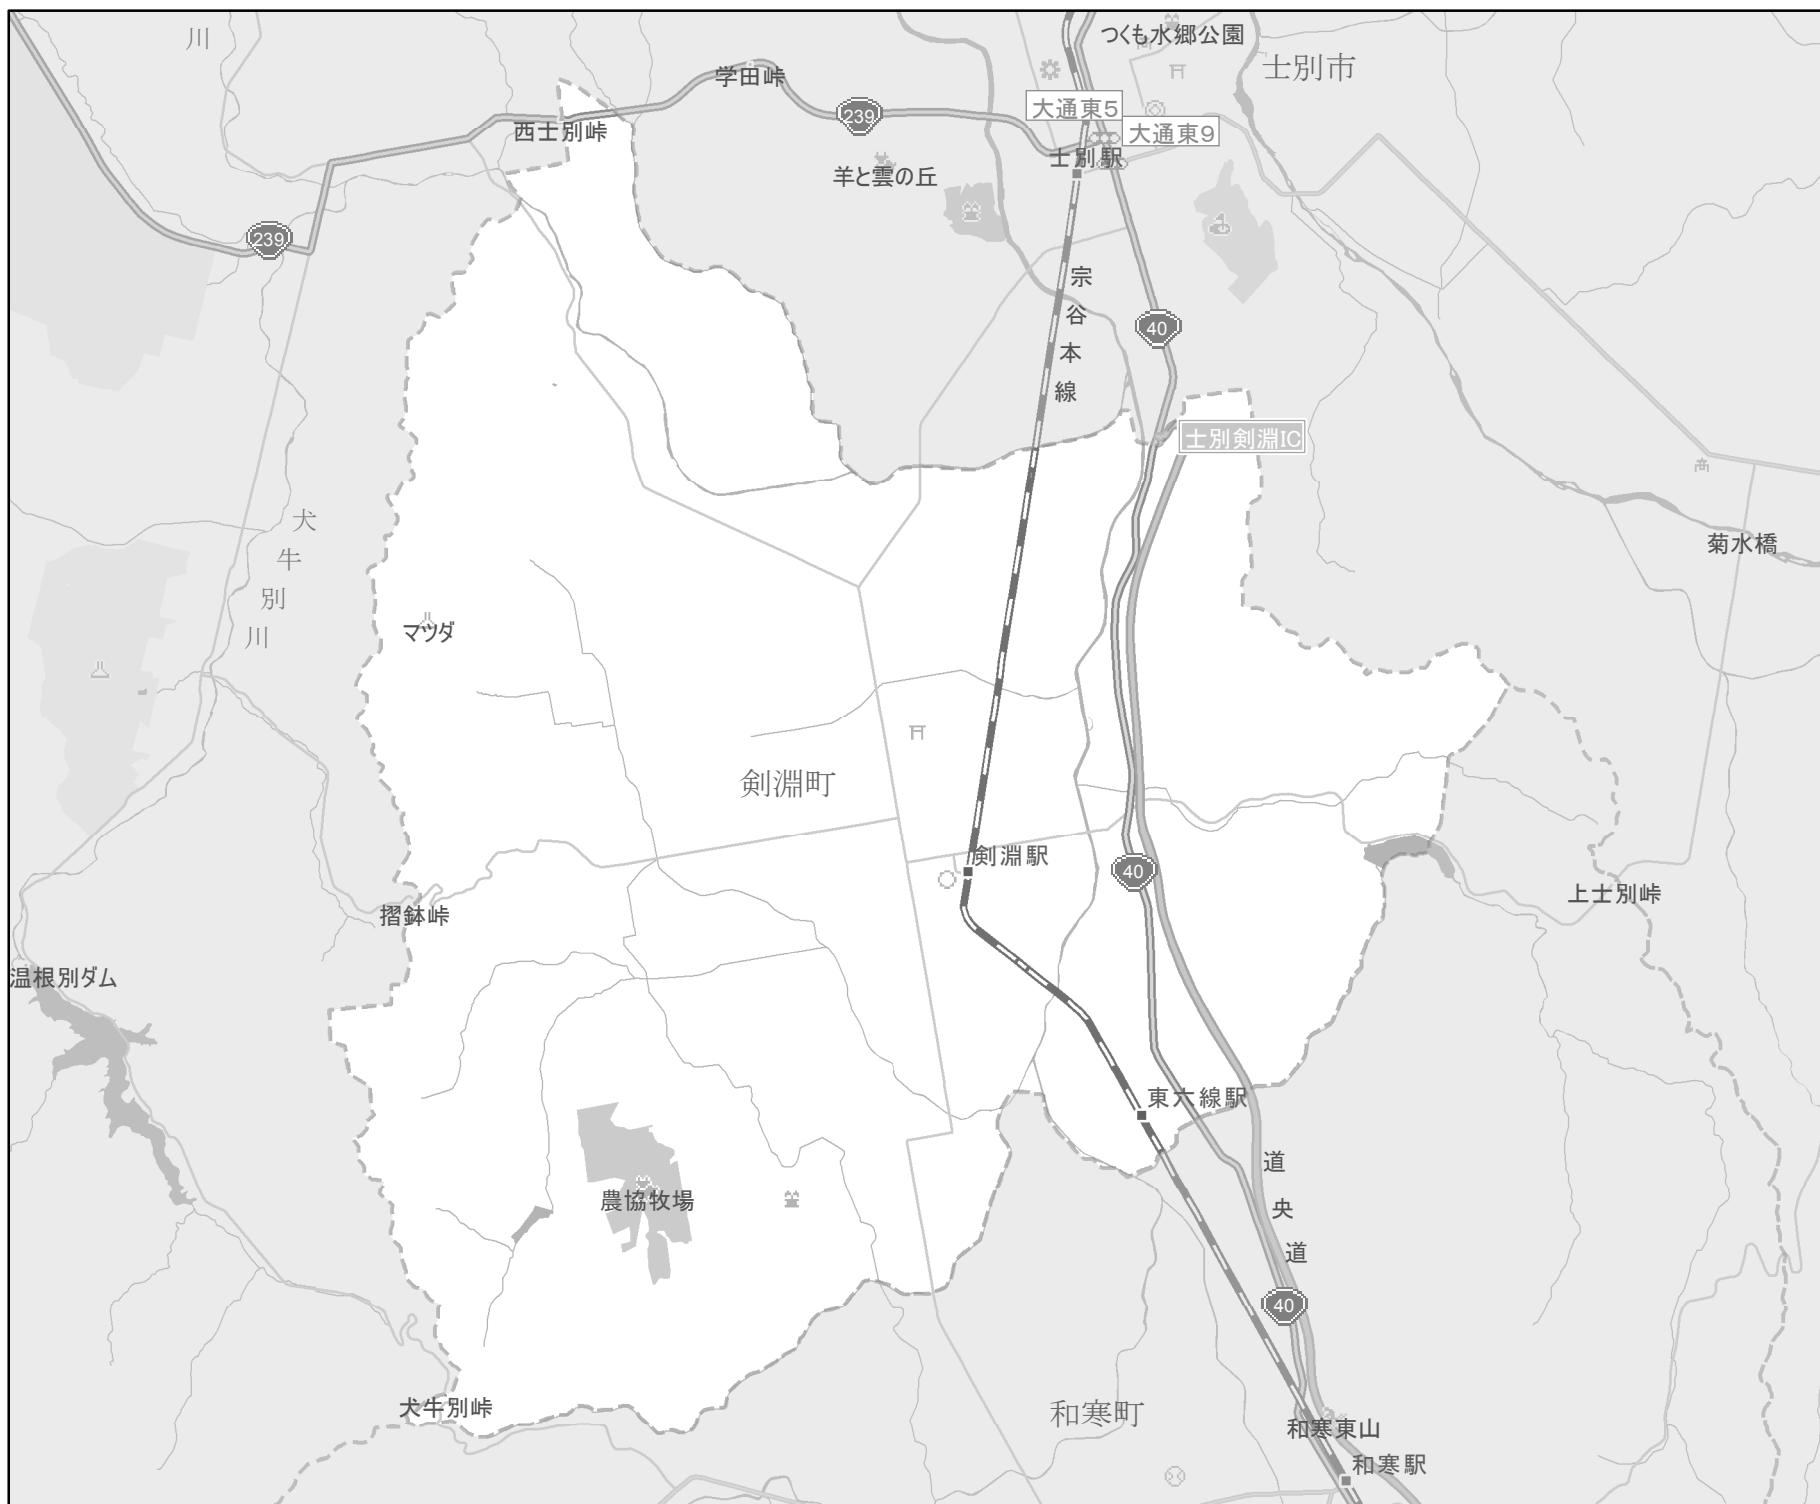 川
つくも水郷公園
士別市
学田峠
大通東5
239
西士別峠
大通東9
士別駅
羊と雲の丘
239
宗谷本線
40
士別剣淵IC
犬牛別川
菊水橋
マツダ
剣淵町
剣淵駅
40
上士別峠
摺鉢峠
温根別ダム
東六線駅
道央道
農協牧場
40
犬牛別峠
和寒町
和寒東山
和寒駅